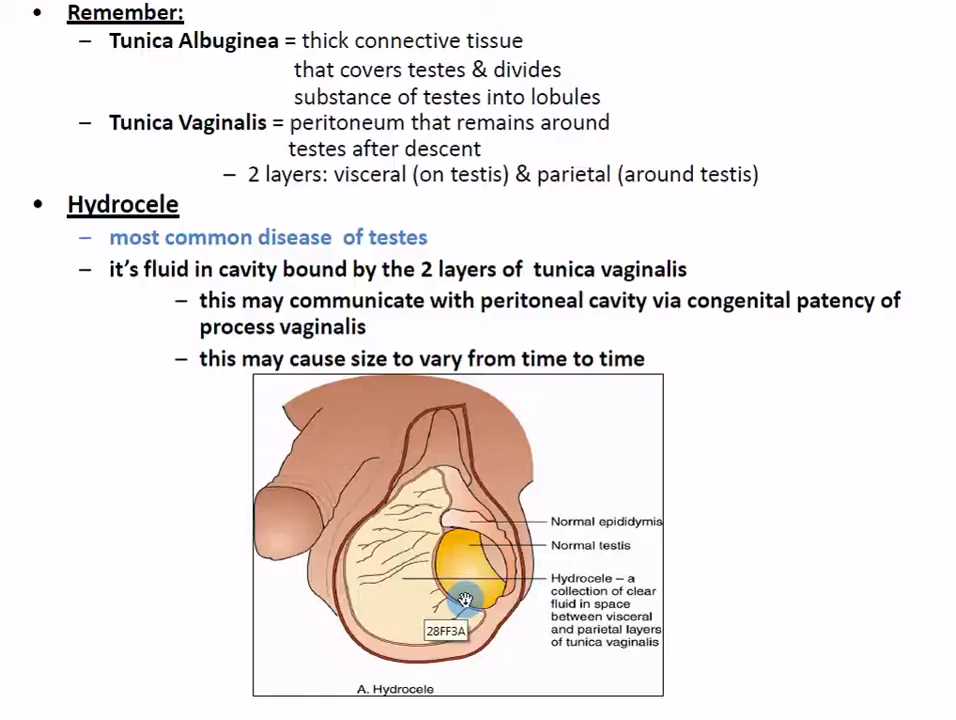 • Remember:
– Tunica Albuginea = thick connective tissue
that covers testes & divides
substance of testes into lobules
– Tunica Vaginalis = peritoneum that remains around
testes after descent
– 2 layers: visceral (on testis) & parietal (around testis)
• Hydrocele
– most common disease of testes
– it's fluid in cavity bound by the 2 layers of tunica vaginalis
– this may communicate with peritoneal cavity via congenital patency of
process vaginalis
– this may cause size to vary from time to time
Normal epididymis
Normal testis
Hydrocele – a
collection of clear
fluid in space
between visceral
and parietal layers
of tunica vaginalis
28FF3A
A. Hydrocele